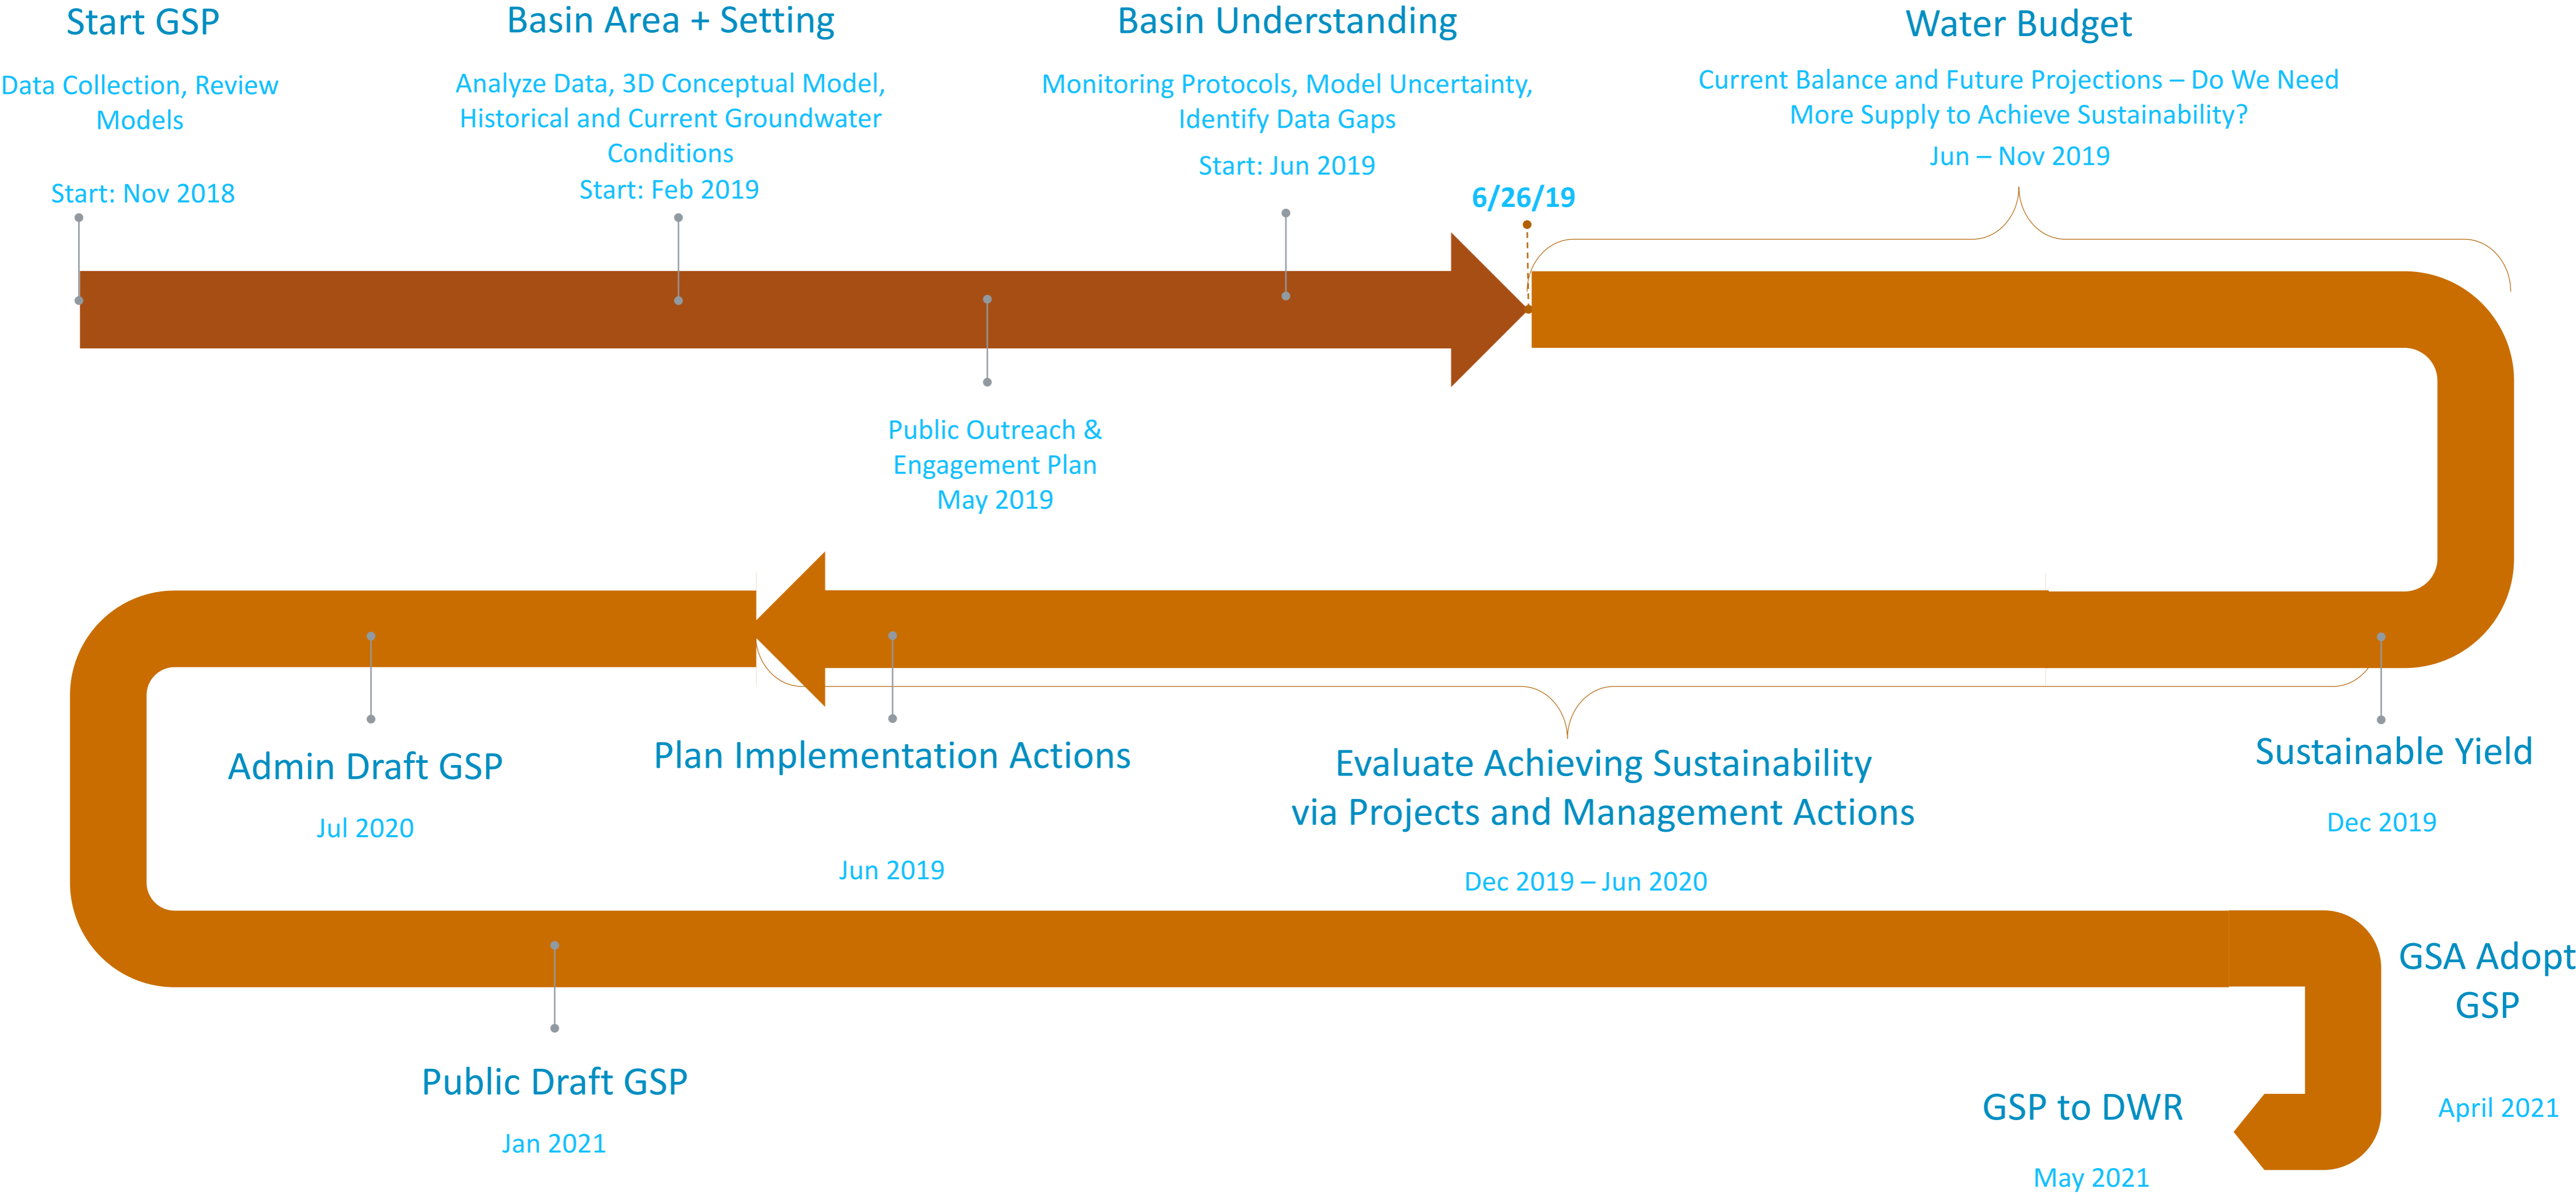 Start GSP
Data Collection, Review
Models
Start: Nov 2018
Basin Area + Setting
Analyze Data, 3D Conceptual Model,
Historical and Current Groundwater
Conditions
Start: Feb 2019
Basin Understanding
Monitoring Protocols, Model Uncertainty,
Identify Data Gaps
Start: Jun 2019
6/26/19
Water Budget
Current Balance and Future Projections – Do We Need
More Supply to Achieve Sustainability?
Jun – Nov 2019
Public Outreach &
Engagement Plan
May 2019
Sustainable Yield
Dec 2019
Evaluate Achieving Sustainability
via Projects and Management Actions
Dec 2019 – Jun 2020
Plan Implementation Actions
Jun 2019
Admin Draft GSP
Jul 2020
Public Draft GSP
Jan 2021
GSA Adopt
GSP
April 2021
GSP to DWR
May 2021